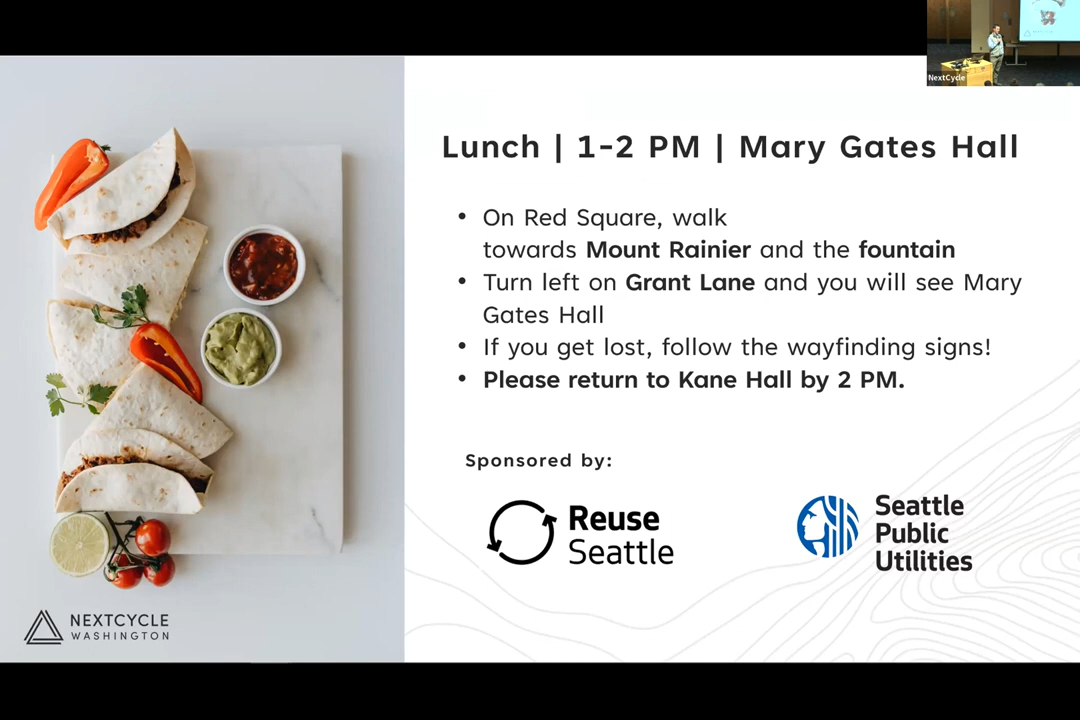 NextCycle
Lunch | 1-2 PM | Mary Gates Hall
• On Red Square, walk
towards Mount Rainier and the fountain
• Turn left on Grant Lane and you will see Mary
Gates Hall
• If you get lost, follow the wayfinding signs!
• Please return to Kane Hall by 2 PM.
Sponsored by:
Reuse
Seattle
Seattle
Public
Utilities
NEXTCYCLE
WASHINGTON